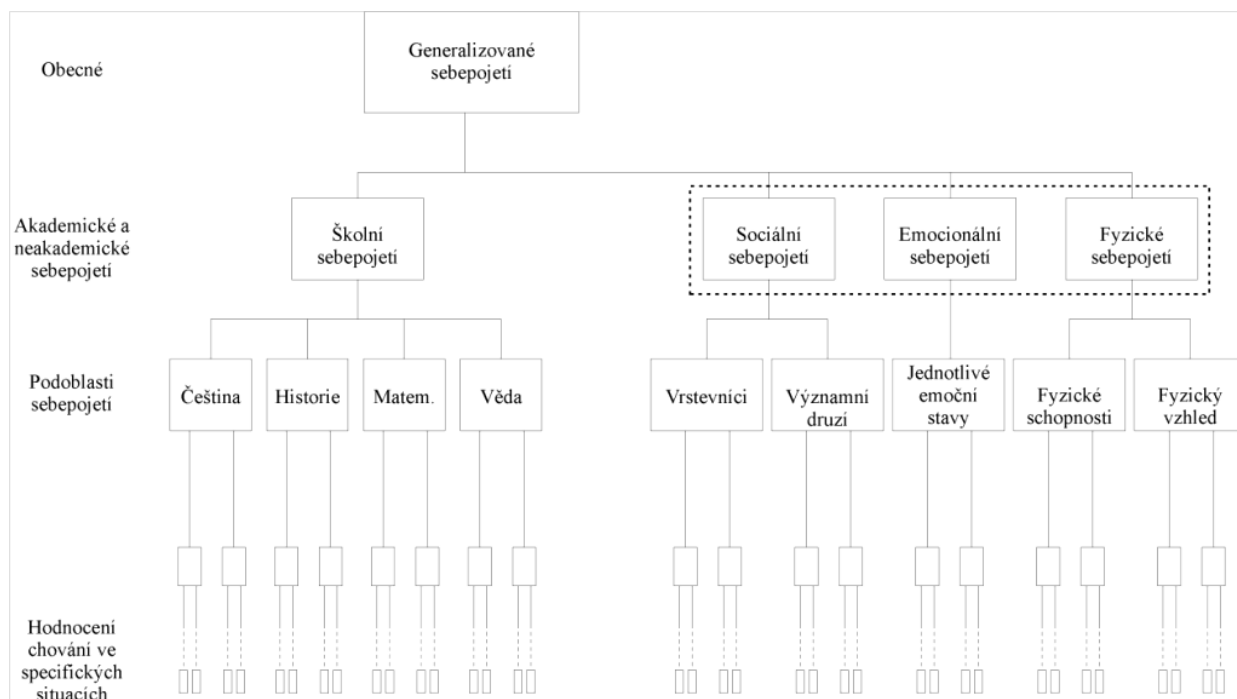 Generalizované
sebepojetí
Obecné
Akademické a
neakademické
sebepojetí
Školní
sebepojetí
Sociální
sebepojetí
Emocionální
sebepojetí
Fyzické
sebepojetí
Podoblasti
sebepojetí
Čeština
Historie
Matem.
Věda
Vrstevníci
Významní
druzí
Jednotlivé
emoční
stavy
Fyzické
schopnosti
Fyzický
vzhled
Hodnocení
chování ve
specifických
situacích